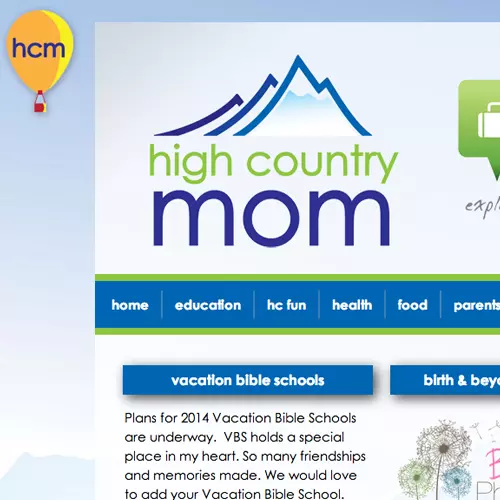 hcm
high country
mom
home education hc fun health food parents
vacation bible schools
birth &
Plans for 2014 Vacation Bible Schools
are underway. VBS holds a special
place in my heart. So many friendships
and memories made. We would love
to add your Vacation Bible School.